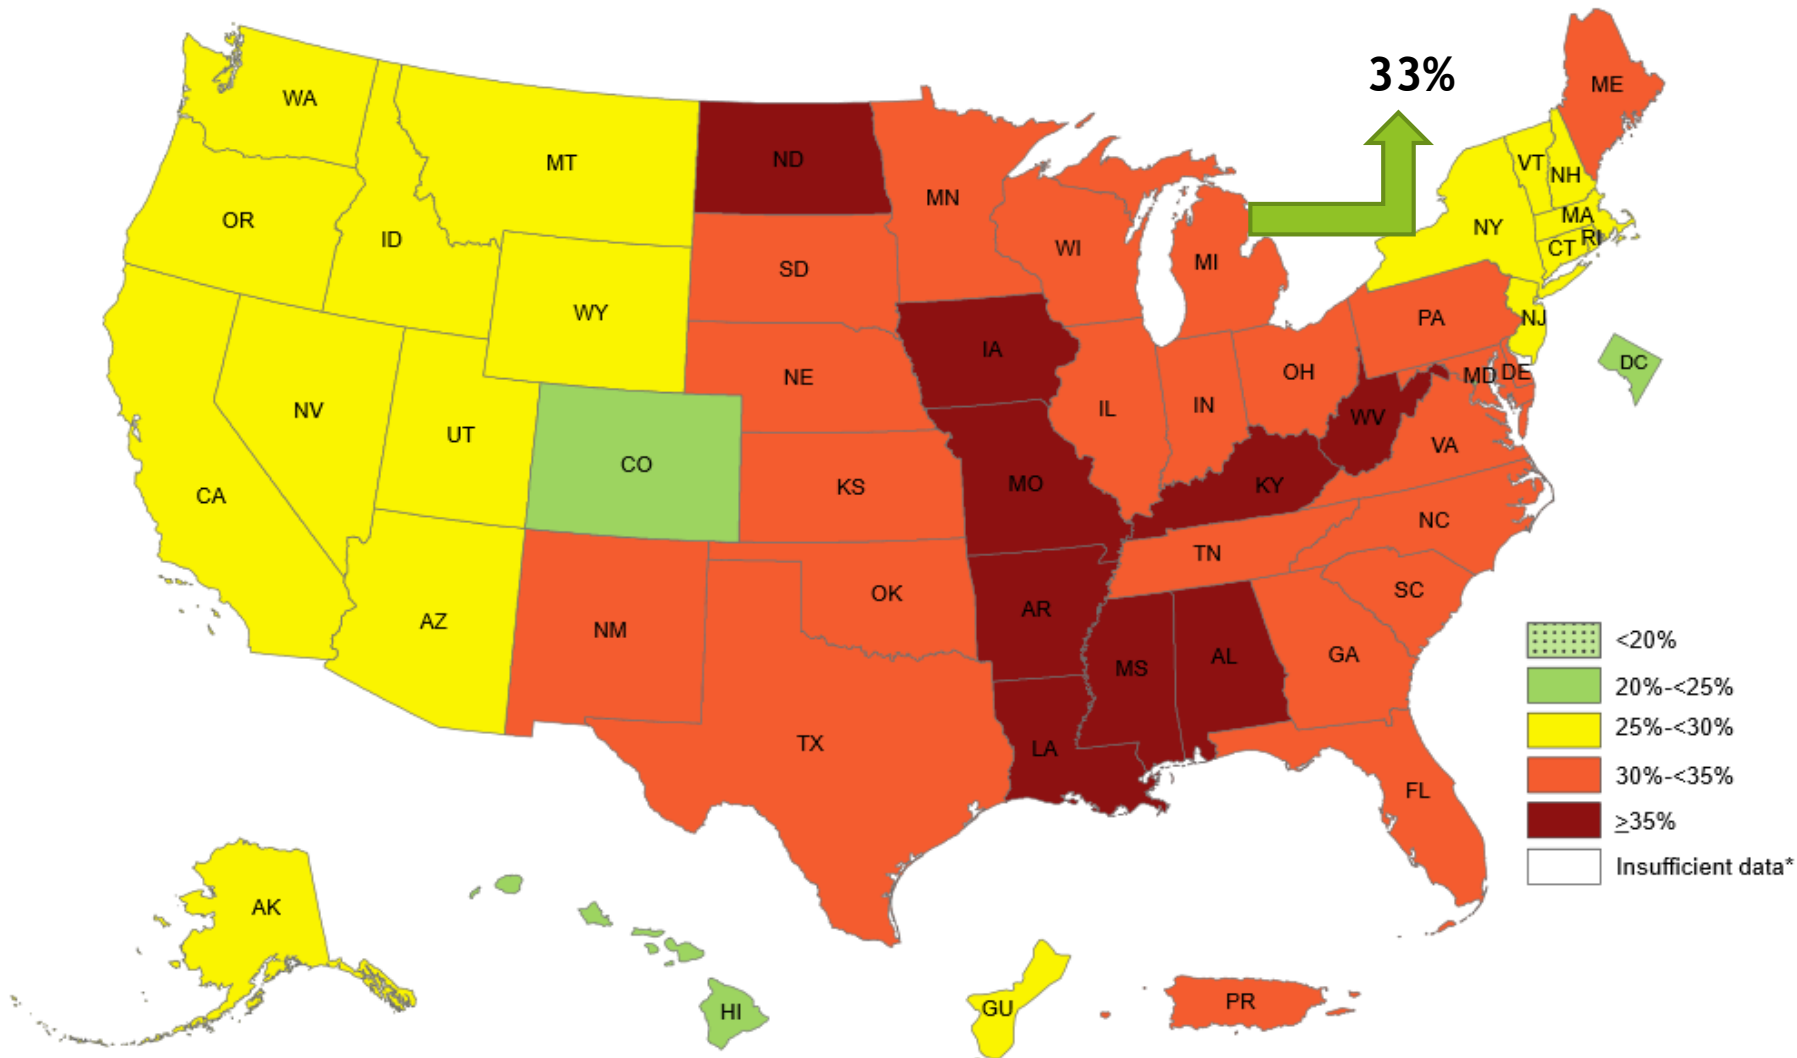 33%
ME
WA
MT
ND
MN
VT
NH
MA
OR
ID
NY
RI
CT
WI
MI
SD
WY
PA
NJ
IA
DC
NE
OH
MD
DE
NV
IL
IN
WV
UT
VA
CO
CA
KS
MO
KY
NC
TN
OK
SC
AR
AZ
NM
GA
MS
AL
<20%
20%-<25%
TX
LA
25%-<30%
30%-<35%
FL
≥35%
Insufficient data*
AK
HI
GU
PR